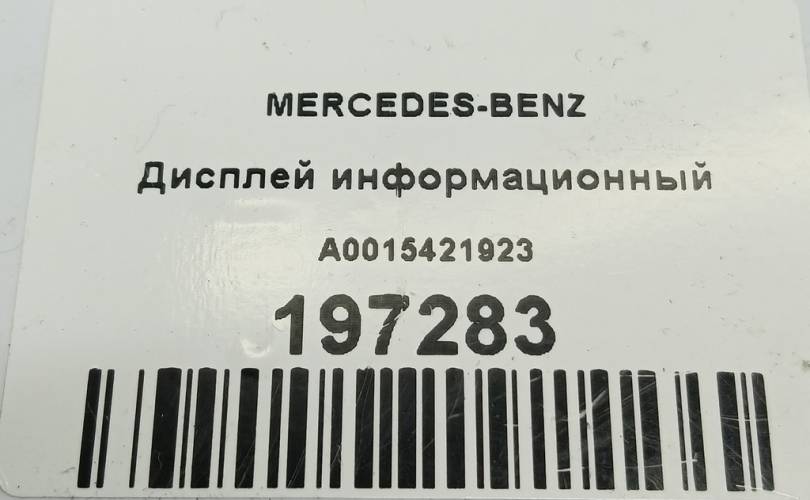 MERCEDES-BENZ
Дисплей информационный
A0015421923
197283